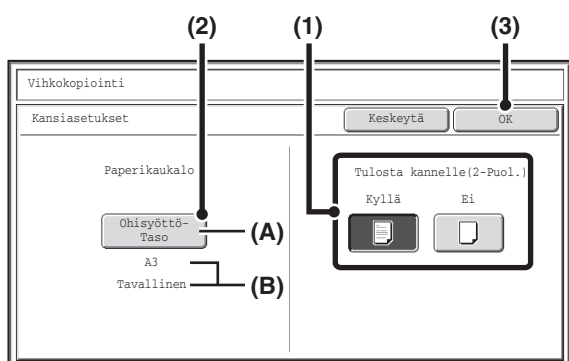 (2) (1) (3)
Vihkokopiointi
Kansiasetukset
Keskeytä
OK
Paperikaukalo
Tulosta kannelle(2-Puol.)
Kyllä Ei
Ohisyöttö-
Taso
(A)
A3
Tavallinen
(B)